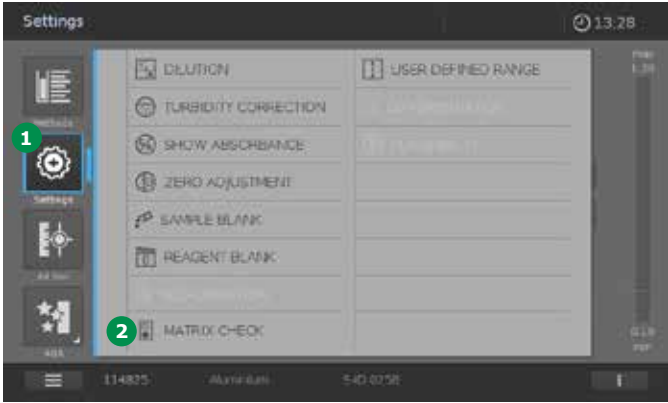 Settings
13:28
1
Settings
2
DILUTION
TURBIDITY CORRECTION
SHOW ABSORBANCE
ZERO ADJUSTMENT
SAMPLE BLANK
REAGENT BLANK
MATRIX CHECK
USER DEFINED RANGE
114825
Aluminium